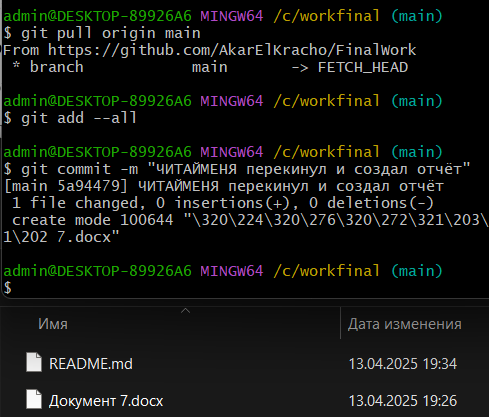 admin@DESKTOP-89926A6 MINGW64 /c/workfinal (main)
$ git pull origin main
From https://github.com/AkarElKracho/FinalWork
 * branch            main       -> FETCH_HEAD
admin@DESKTOP-89926A6 MINGW64 /c/workfinal (main)
$ git add --all
admin@DESKTOP-89926A6 MINGW64 /c/workfinal (main)
$ git commit -m "ЧИТАЙМЕНЯ перекинул и создал отчёт"
[main 5a94479] ЧИТАЙМЕНЯ перекинул и создал отчёт
 1 file changed, 0 insertions(+), 0 deletions(-)
 create mode 100644 "\320\224\320\276\320\272\321\203\
1\202 7.docx"
admin@DESKTOP-89926A6 MINGW64 /c/workfinal (main)
$
Имя Дата изменения
README.md 13.04.2025 19:34
Документ 7.docx 13.04.2025 19:26